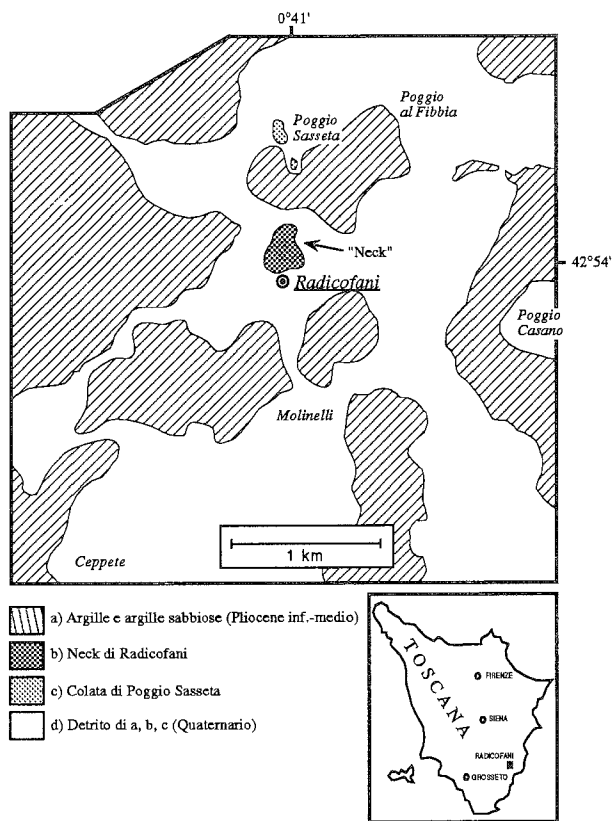 0°41'
Poggio
al Fibbia
Poggio
Sasseta
"Neck"
42°54'
Radicofani
Poggio
Casano
Molinelli
1 km
Ceppete
a) Argille e argille sabbiose (Pliocene inf.-medio)
b) Neck di Radicofani
c) Colata di Poggio Sasseta
d) Detrito di a, b, c (Quaternario)
TOSCANA
FIRENZE
SIENA
RADICOFANI
GROSSETO